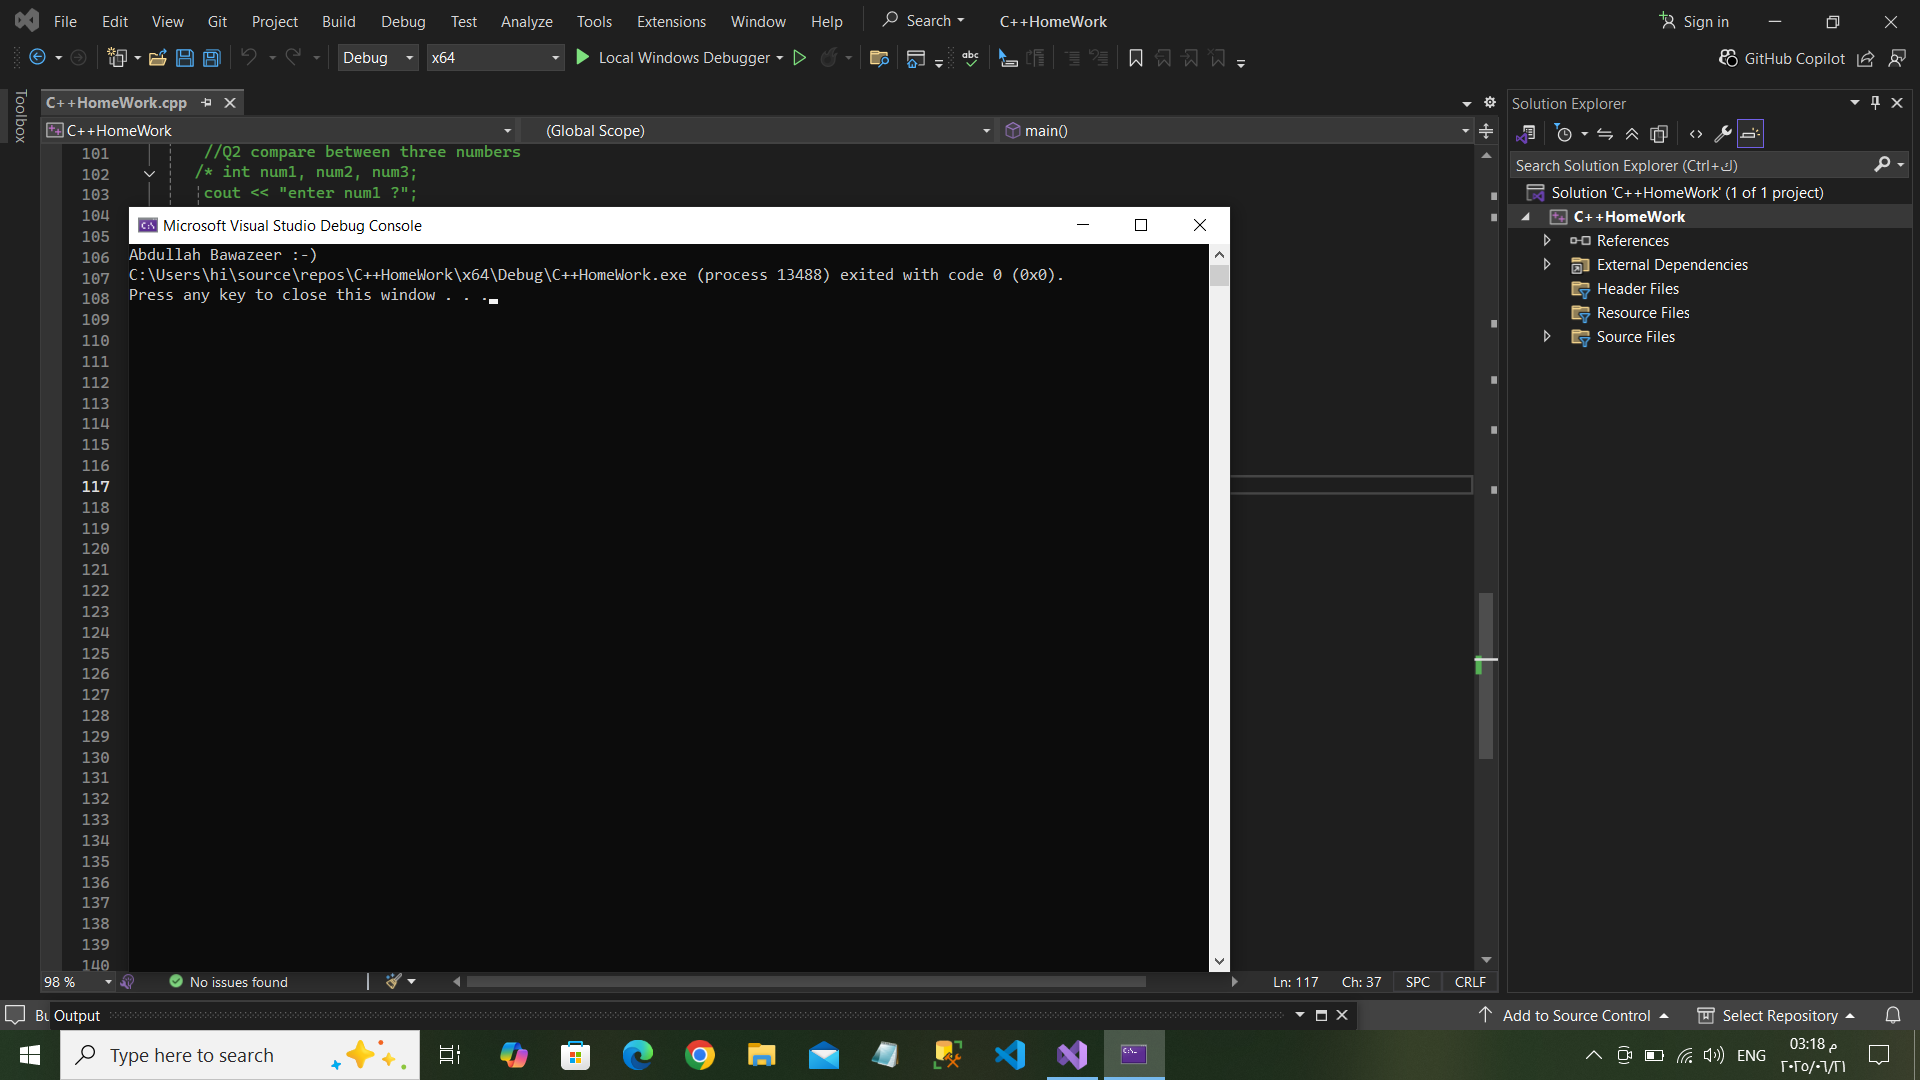 File Edit View Git Project Build Debug Test Analyze Tools Extensions Window Help Search C++HomeWork Sign in
Debug x64 Local Windows Debugger GitHub Copilot
Toolbox
C++HomeWork.cpp
C++HomeWork (Global Scope) main()
101 //Q2 compare between three numbers
102 /* int num1, num2, num3;
103 cout << "enter num1 ?";
104
105
106
107
108
109
110
111
112
113
114
115
116
117
118
119
120
121
122
123
124
125
126
127
128
129
130
131
132
133
134
135
136
137
138
139
140
Microsoft Visual Studio Debug Console
Abdullah Bawazeer :-)
C:\Users\hi\source\repos\C++HomeWork\x64\Debug\C++HomeWork.exe (process 13488) exited with code 0 (0x0).
Press any key to close this window . . .
Solution Explorer
Search Solution Explorer (Ctrl+ك)
Solution 'C++HomeWork' (1 of 1 project)
C++HomeWork
References
External Dependencies
Header Files
Resource Files
Source Files
98 % No issues found Ln: 117 Ch: 37 SPC CRLF
Output
Add to Source Control Select Repository
Type here to search
ENG
03:18 م
٢٠٢٥/٠٦/٢١